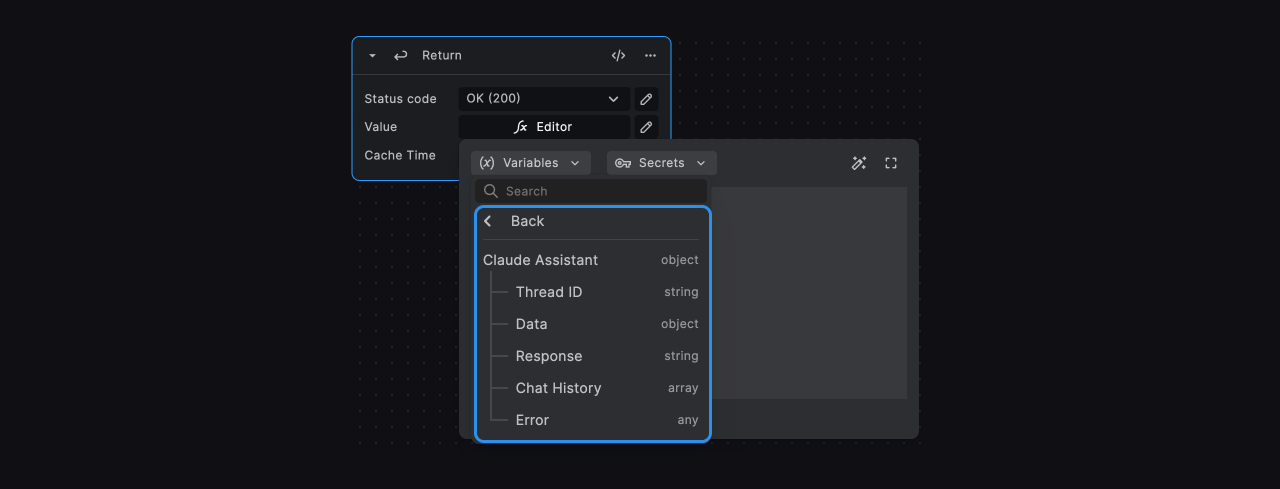 Return
Status code OK (200)
Value fx Editor
Cache Time
(x) Variables Secrets
Search
Back
Claude Assistant object
Thread ID string
Data object
Response string
Chat History array
Error any